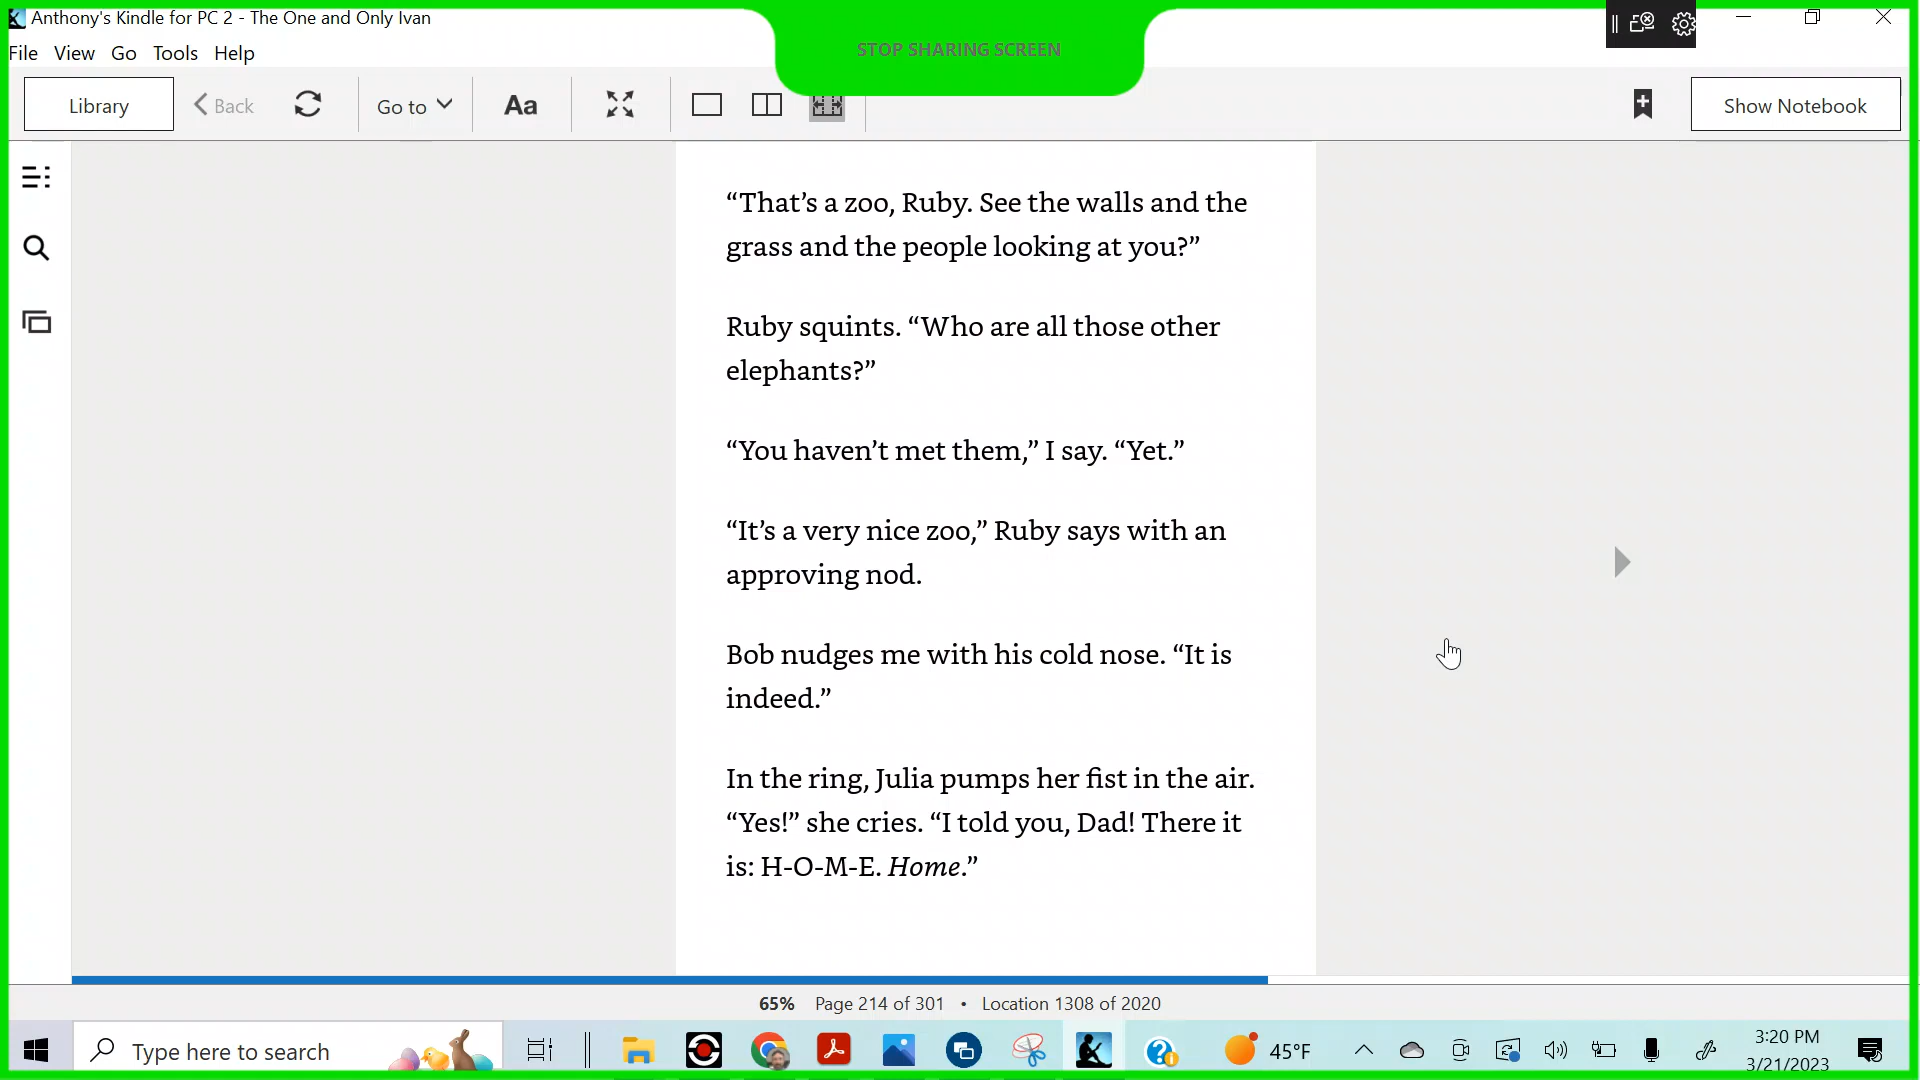 Anthony's Kindle for PC 2 - The One and Only Ivan
STOP SHARING SCREEN
File View Go Tools Help
Library Back Go to Aa Show Notebook
“That’s a zoo, Ruby. See the walls and the
grass and the people looking at you?”
Ruby squints. “Who are all those other
elephants?”
“You haven’t met them,” I say. “Yet.”
“It’s a very nice zoo,” Ruby says with an
approving nod.
Bob nudges me with his cold nose. “It is
indeed.”
In the ring, Julia pumps her fist in the air.
“Yes!” she cries. “I told you, Dad! There it
is: H-O-M-E. Home.”
65% Page 214 of 301 • Location 1308 of 2020
Type here to search 45°F 3:20 PM
3/21/2023